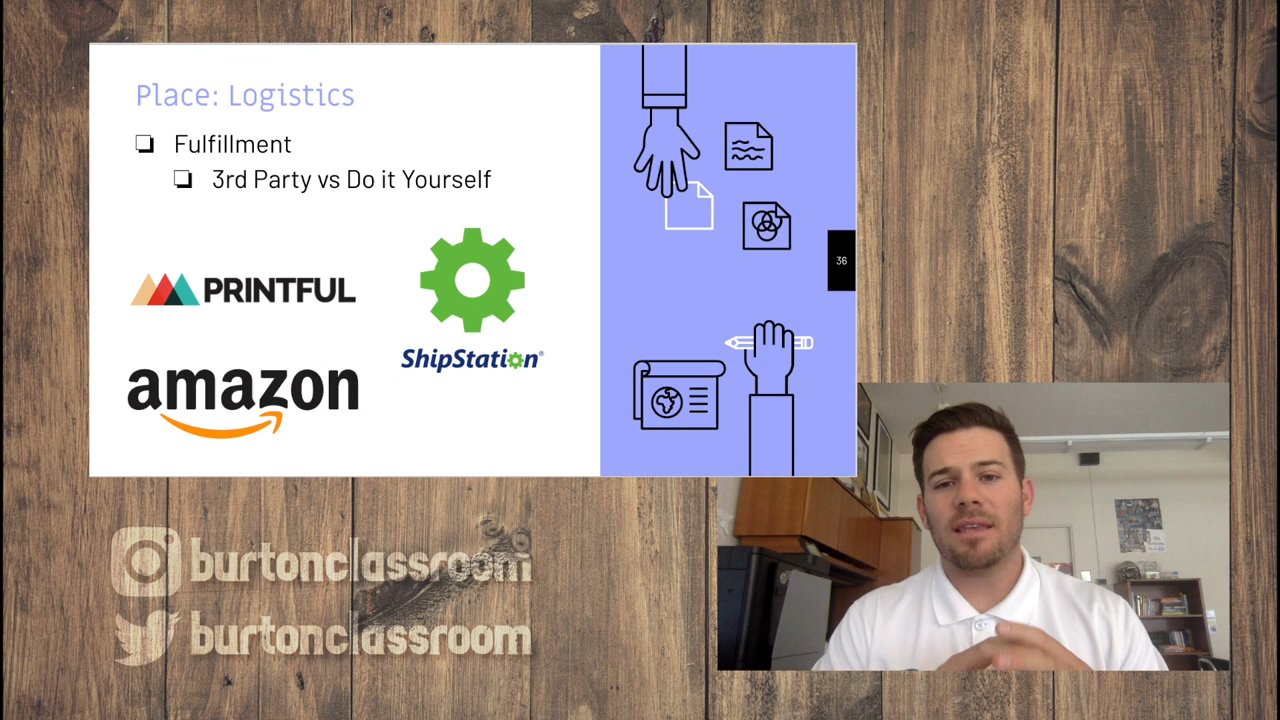 Place: Logistics
Fulfillment
3rd Party vs Do it Yourself
PRINTFUL
ShipStation®
amazon
36
burtonclassroom
burtonclassroom